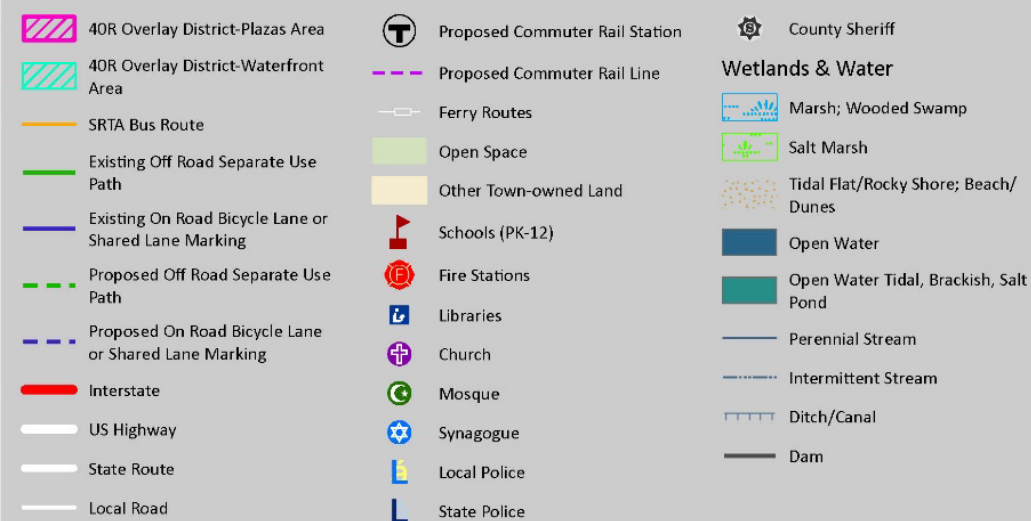 40R Overlay District-Plazas Area
40R Overlay District-Waterfront
Area
SRTA Bus Route
Existing Off Road Separate Use
Path
Existing On Road Bicycle Lane or
Shared Lane Marking
Proposed Off Road Separate Use
Path
Proposed On Road Bicycle Lane
or Shared Lane Marking
Interstate
US Highway
State Route
Local Road
T
Proposed Commuter Rail Station
Proposed Commuter Rail Line
Ferry Routes
Open Space
Other Town-owned Land
Schools (PK-12)
F
Fire Stations
Libraries
Church
Mosque
Synagogue
L
Local Police
L
State Police
S
County Sheriff
Wetlands & Water
Marsh; Wooded Swamp
Salt Marsh
Tidal Flat/Rocky Shore; Beach/
Dunes
Open Water
Open Water Tidal, Brackish, Salt
Pond
Perennial Stream
Intermittent Stream
Ditch/Canal
Dam